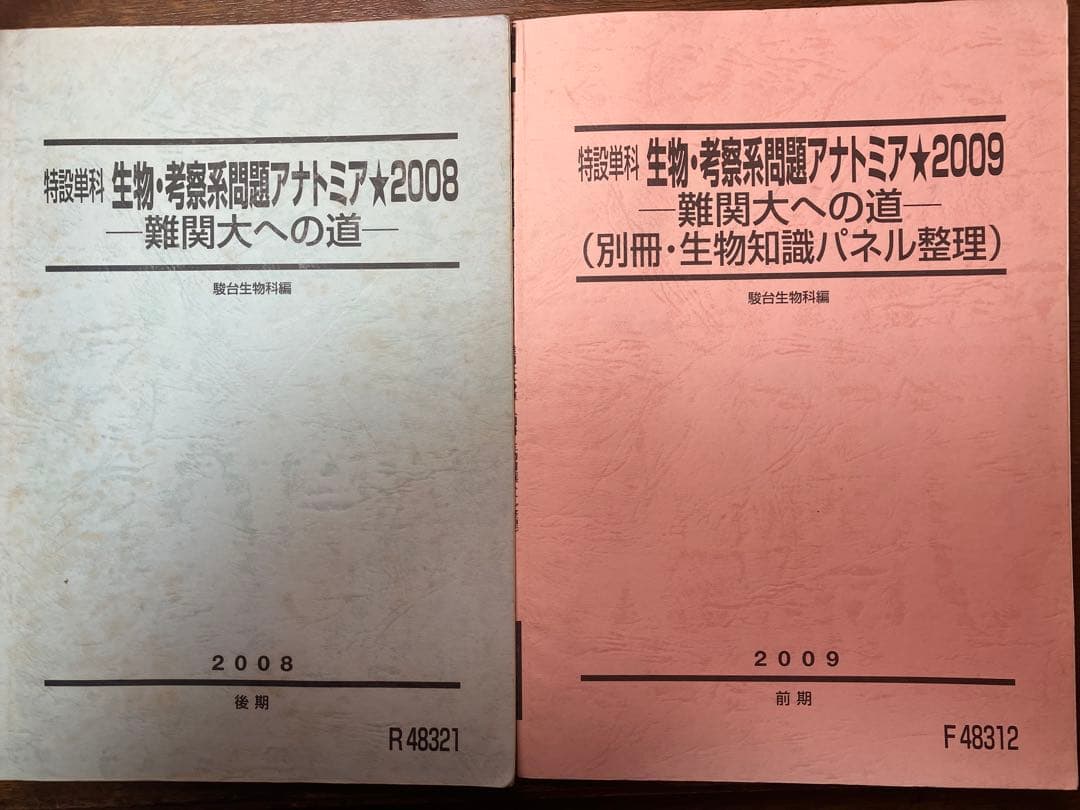 特設単科 生物・考察系問題アナトミア★2008
―難関大への道―
駿台生物科編
2008
後期
R48321
特設単科 生物・考察系問題アナトミア★2009
―難関大への道―
(別冊・生物知識パネル整理)
駿台生物科編
2009
前期
F48312